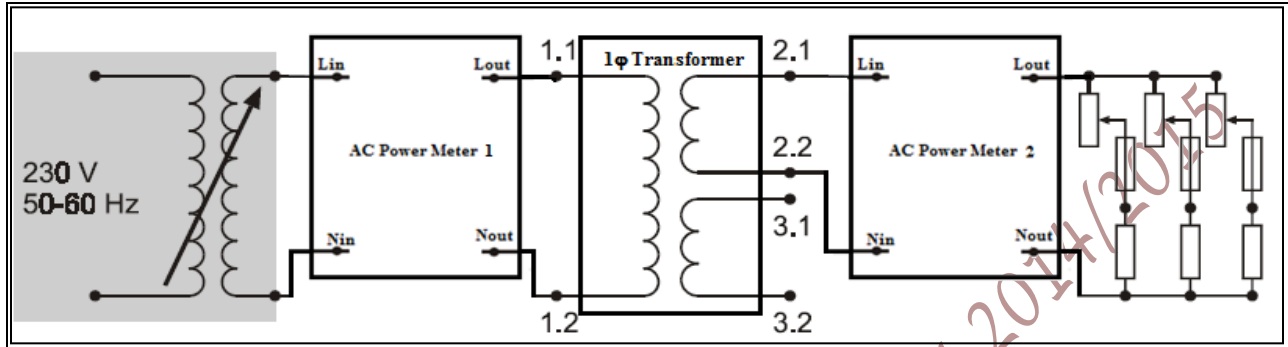 230 V
50-60 Hz
Lin
Lout
AC Power Meter 1
Nin
Nout
1.1
1.2
1φ Transformer
2.1
2.2
3.1
3.2
Lin
Lout
AC Power Meter 2
Nin
Nout
2014/2015